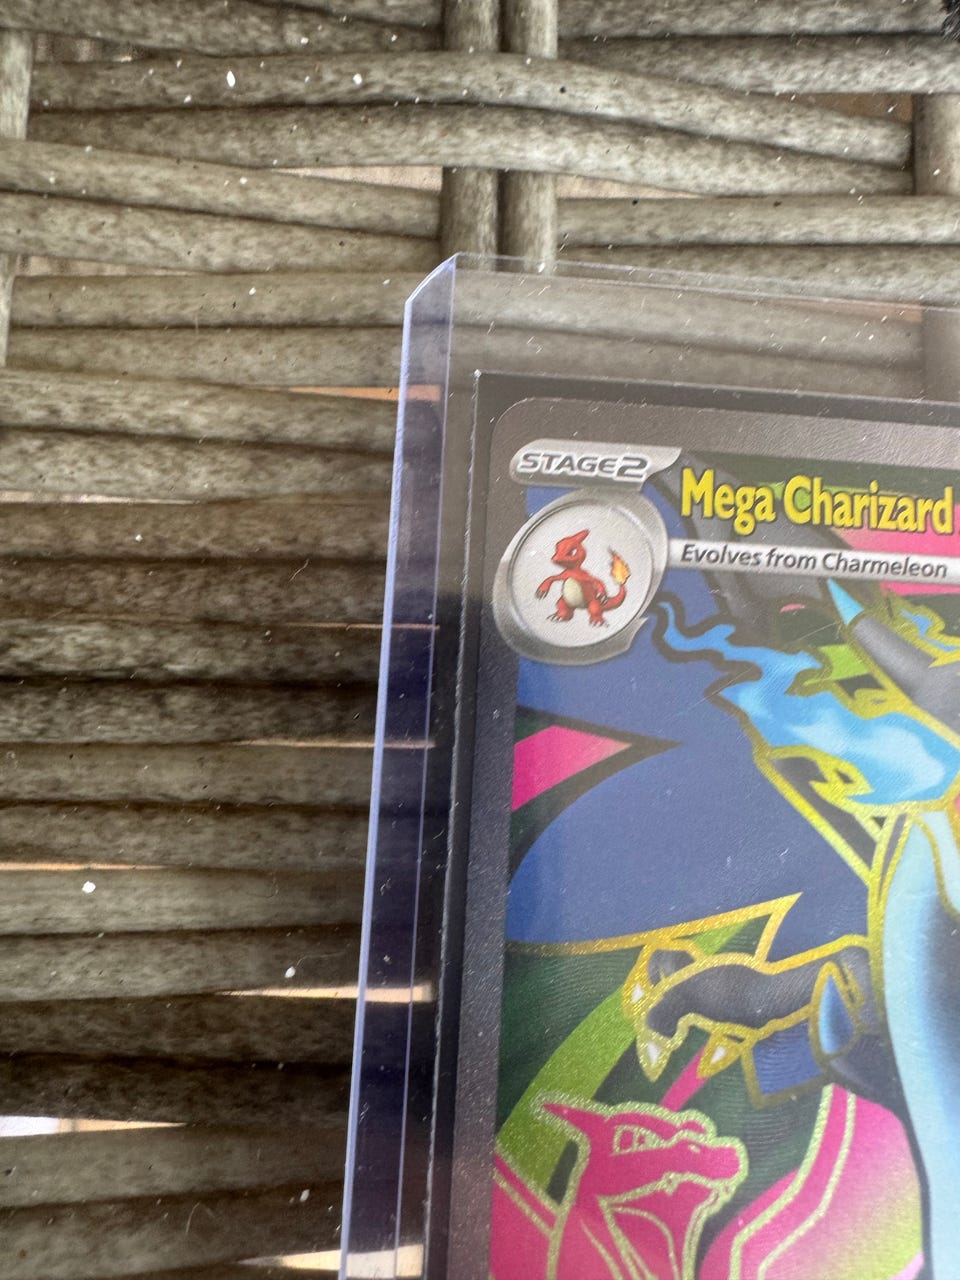 STAGE2
Mega Charizard
Evolves from Charmeleon